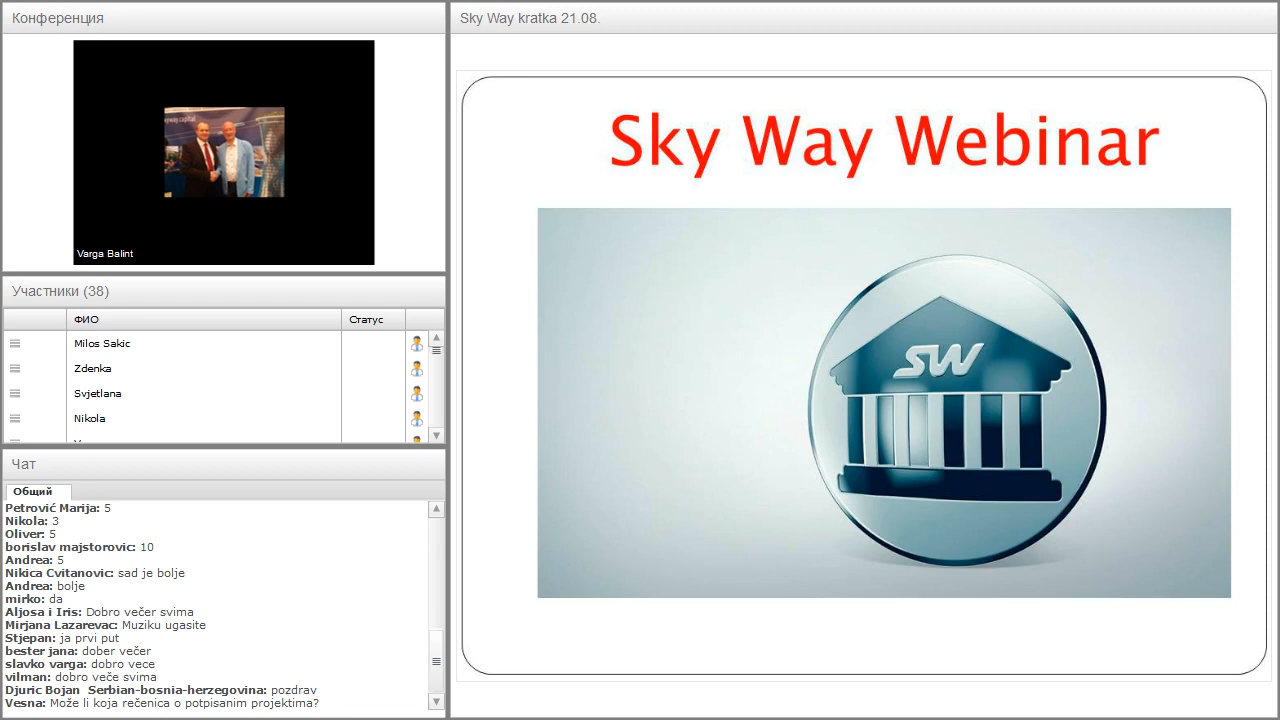 Конференция
Varga Balint
Участники (38)
ФИО Статус
Milos Sakic
Zdenka
Svjetlana
Nikola
Чат
Общий
Petrović Marija: 5
Nikola: 3
Oliver: 5
borislav majstorovic: 10
Andrea: 5
Nikica Cvitanovic: sad je bolje
Andrea: bolje
mirko: da
Aljosa i Iris: Dobro večer svima
Mirjana Lazarevac: Muziku ugasite
Stjepan: ja prvi put
bester jana: dober večer
slavko varga: dobro vece
vilman: dobro veče svima
Djuric Bojan Serbian-bosnia-herzegovina: pozdrav
Vesna: Može li koja rečenica o potpisanim projektima?
Sky Way kratka 21.08.
Sky Way Webinar
SW